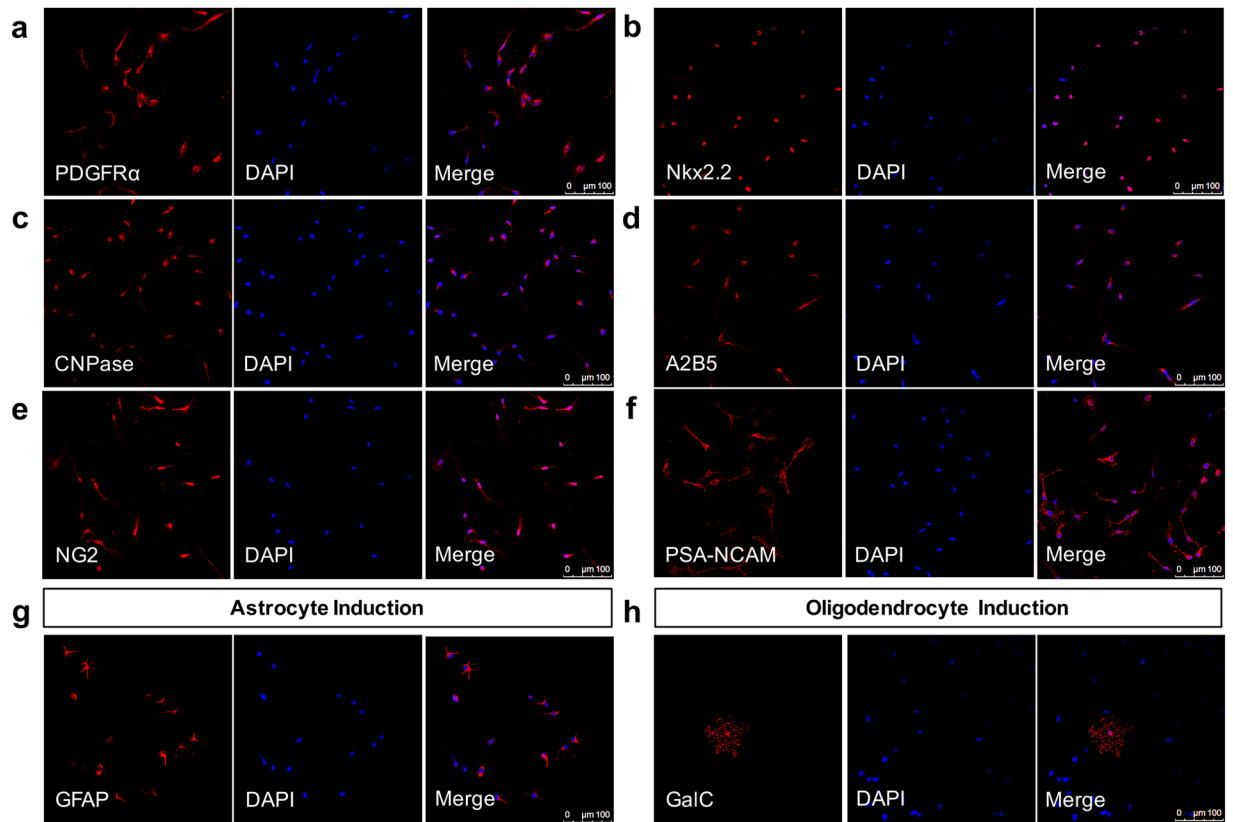 a
PDGFRα DAPI Merge
0 µm 100
b
Nkx2.2 DAPI Merge
0 µm 100
c
CNPase DAPI Merge
0 µm 100
d
A2B5 DAPI Merge
0 µm 100
e
NG2 DAPI Merge
0 µm 100
f
PSA-NCAM DAPI Merge
0 µm 100
g
Astrocyte Induction
GFAP DAPI Merge
0 µm 100
h
Oligodendrocyte Induction
GalC DAPI Merge
0 µm 100